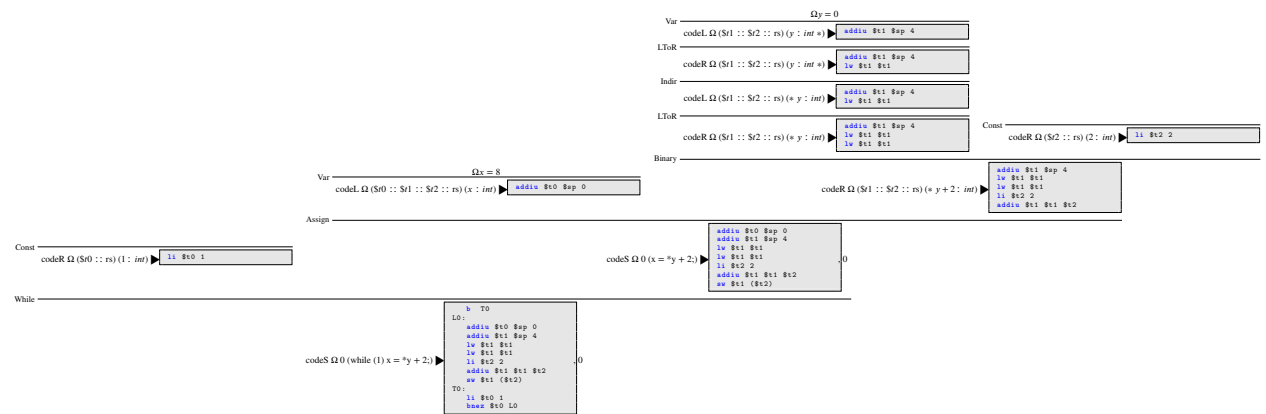 Ωy = 0
Var
codeL Ω ($t1 :: $t2 :: rs) (y : int *) ▶ addiu $t1 $sp 4
LToR
codeR Ω ($t1 :: $t2 :: rs) (y : int *) ▶ addiu $t1 $sp 4
lw $t1 $t1
Indir
codeL Ω ($t1 :: $t2 :: rs) (* y : int) ▶ addiu $t1 $sp 4
lw $t1 $t1
LToR
codeR Ω ($t1 :: $t2 :: rs) (* y : int) ▶ addiu $t1 $sp 4
lw $t1 $t1
lw $t1 $t1
Const
codeR Ω ($t2 :: rs) (2 : int) ▶ li $t2 2
Binary
codeR Ω ($t1 :: $t2 :: rs) (* y + 2 : int) ▶ addiu $t1 $sp 4
lw $t1 $t1
lw $t1 $t1
li $t2 2
addiu $t1 $t1 $t2
Ωx = 8
Var
codeL Ω ($t0 :: $t1 :: $t2 :: rs) (x : int) ▶ addiu $t0 $sp 0
Assign
codeS Ω 0 (x = *y + 2;) ▶ addiu $t0 $sp 0
addiu $t1 $sp 4
lw $t1 $t1
lw $t1 $t1
li $t2 2
addiu $t1 $t1 $t2
sw $t1 ($t2)
, 0
Const
codeR Ω ($t0 :: rs) (1 : int) ▶ li $t0 1
While
codeS Ω 0 (while (1) x = *y + 2;) ▶ b T0
L0:
addiu $t0 $sp 0
addiu $t1 $sp 4
lw $t1 $t1
lw $t1 $t1
li $t2 2
addiu $t1 $t1 $t2
sw $t1 ($t2)
T0:
li $t0 1
bnez $t0 L0
, 0